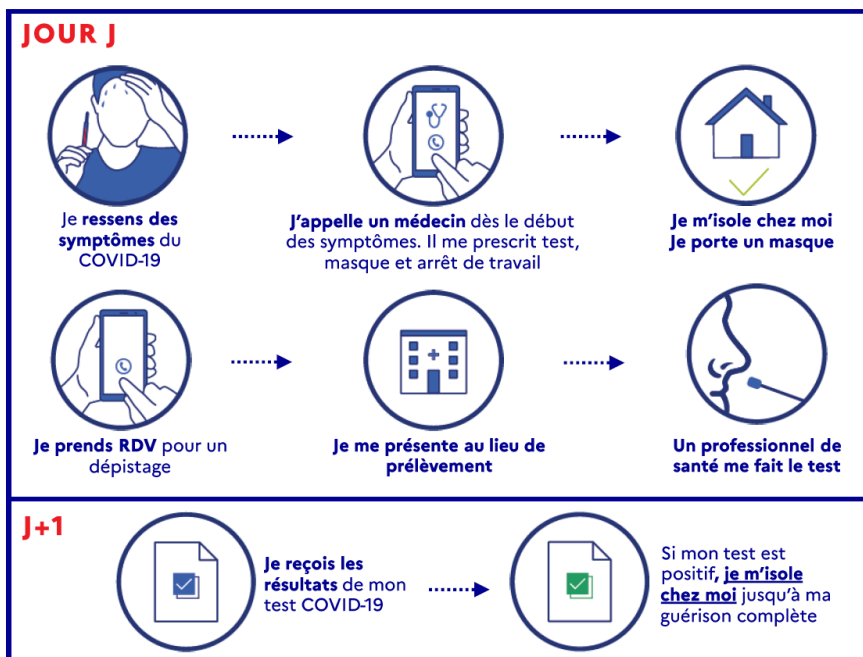 JOUR J
Je ressens des
symptômes du
COVID-19
J'appelle un médecin dès le début
des symptômes. Il me prescrit test,
masque et arrêt de travail
Je m'isole chez moi
Je porte un masque
Je prends RDV pour un
dépistage
Je me présente au lieu de
prélèvement
Un professionnel de
santé me fait le test
J+1
Je reçois les
résultats de mon
test COVID-19
Si mon test est
positif, je m'isole
chez moi jusqu'à ma
guérison complète